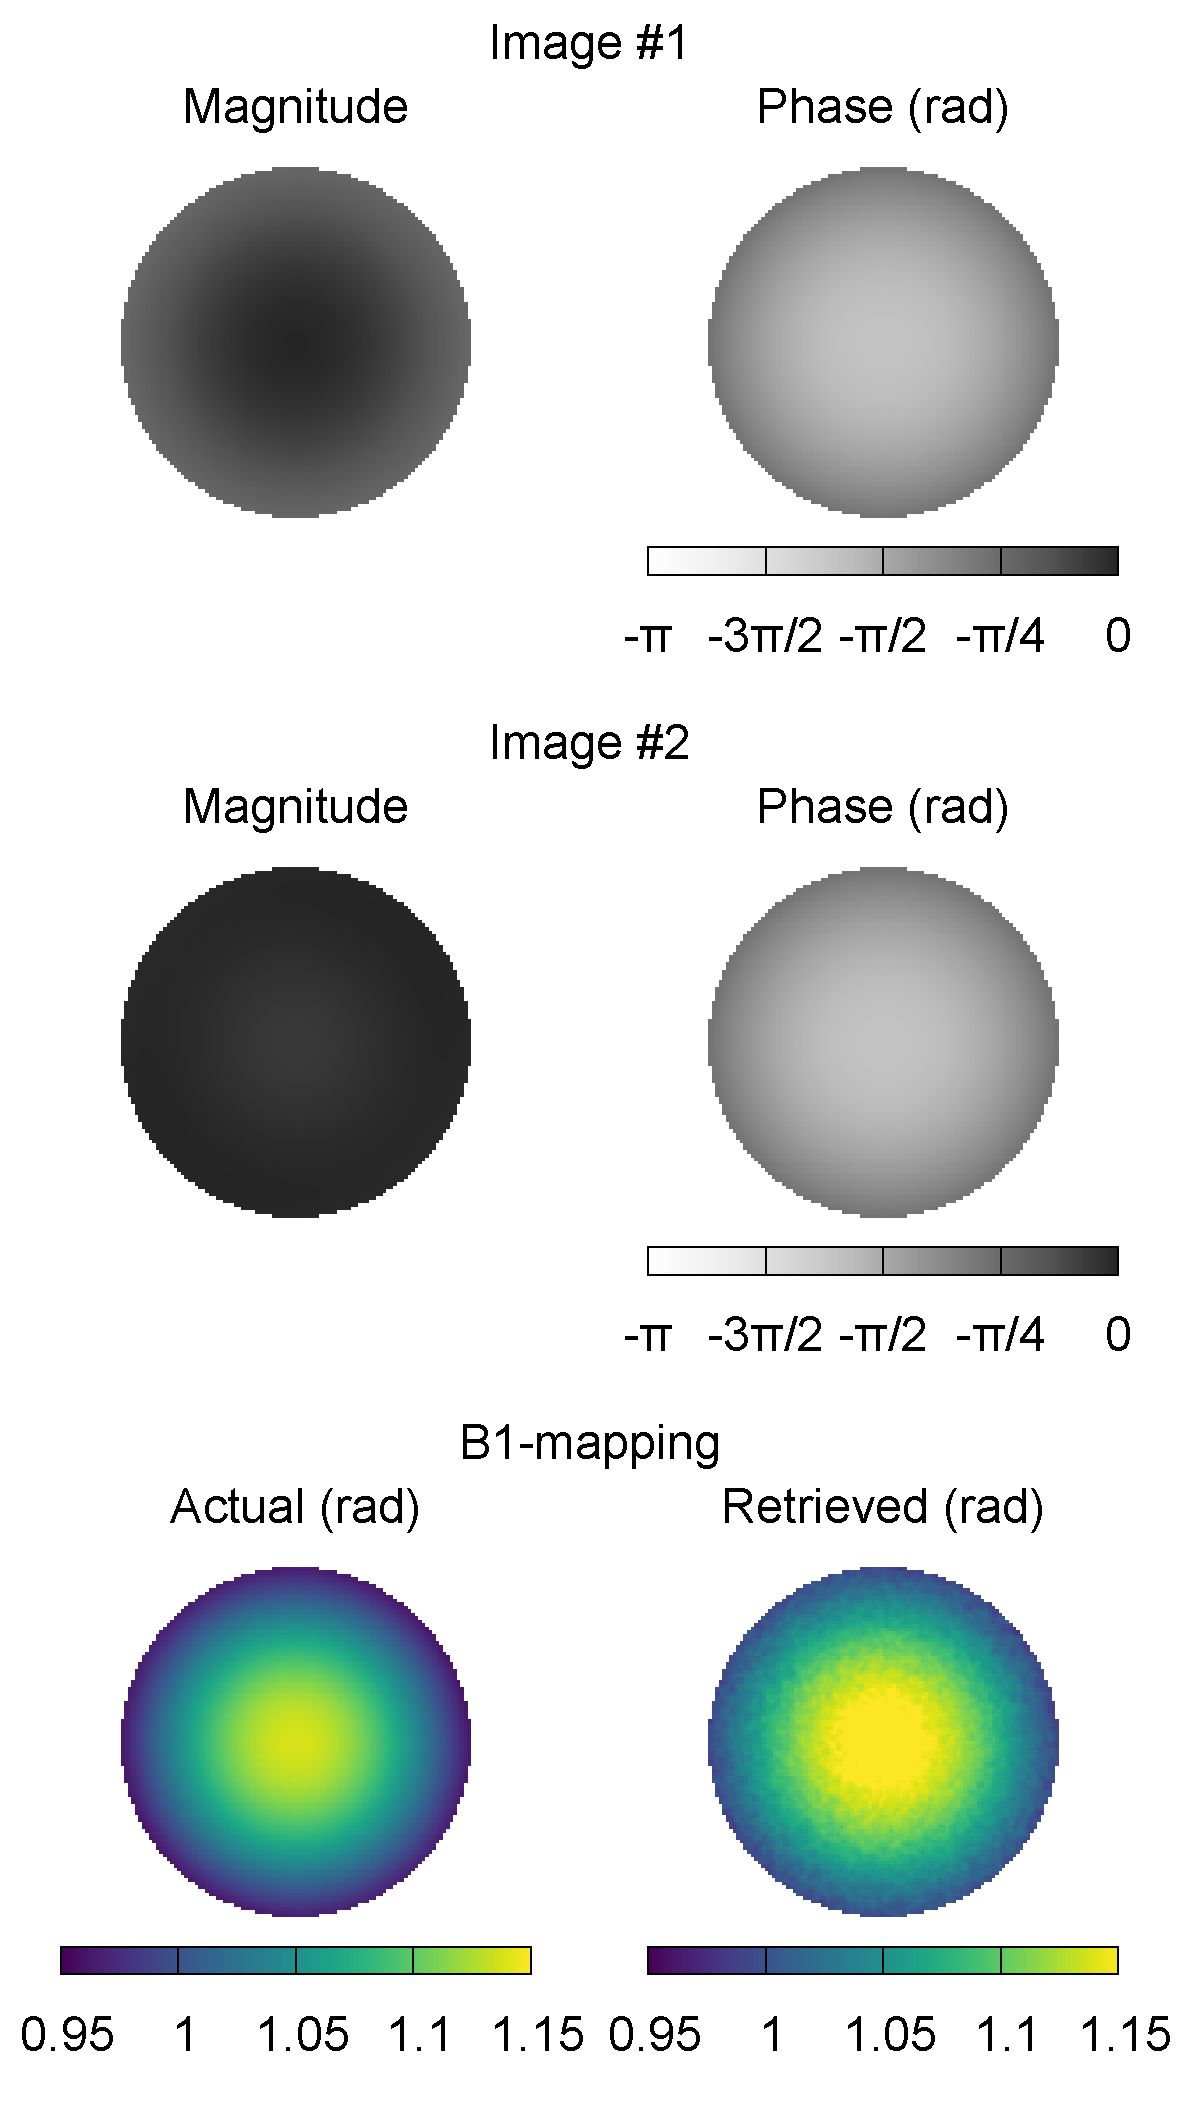 Image #1
Magnitude Phase (rad)
-π -3π/2 -π/2 -π/4 0
Image #2
Magnitude Phase (rad)
-π -3π/2 -π/2 -π/4 0
B1-mapping
Actual (rad) Retrieved (rad)
0.95 1 1.05 1.1 1.15 0.95 1 1.05 1.1 1.15